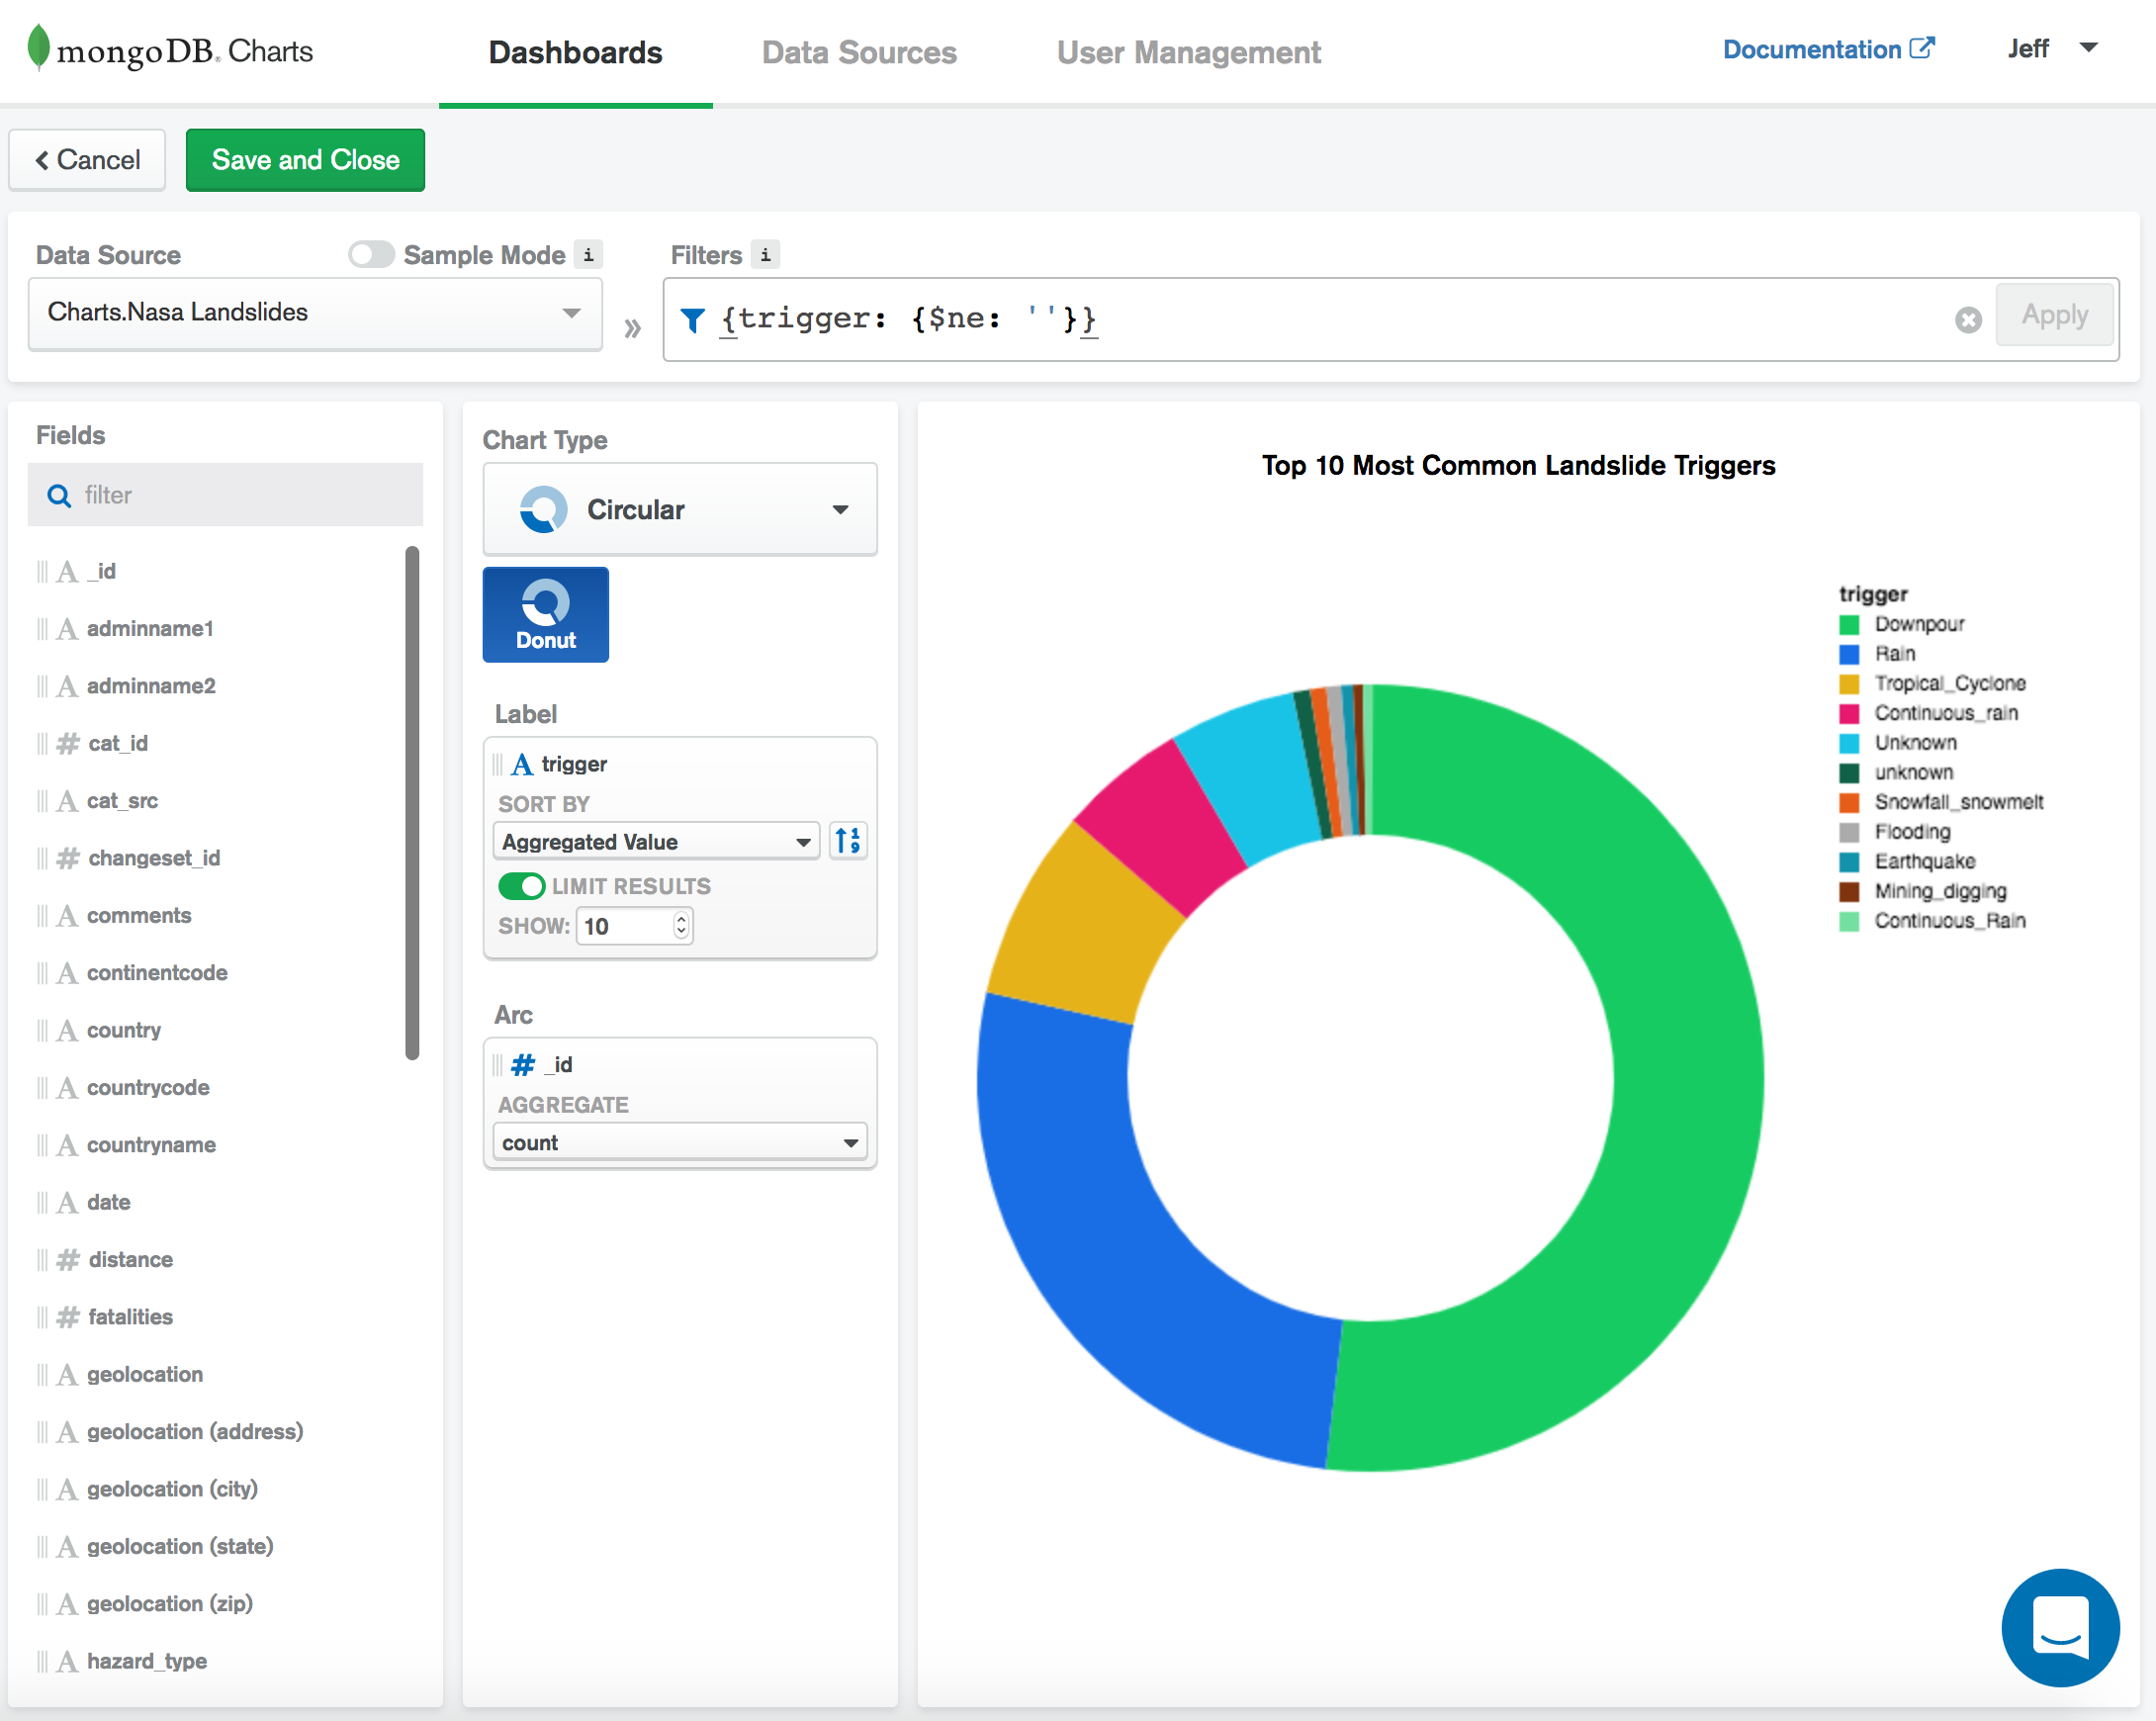 mongoDB. Charts
Dashboards
Data Sources
User Management
Documentation
Jeff
Cancel
Save and Close
Data Source
Sample Mode i
Charts.Nasa Landslides
»
Filters i
{trigger: {$ne: ''}}
Apply
Fields
filter
A _id
A adminname1
A adminname2
# cat_id
A cat_src
# changeset_id
A comments
A continentcode
A country
A countrycode
A countryname
A date
# distance
# fatalities
A geolocation
A geolocation (address)
A geolocation (city)
A geolocation (state)
A geolocation (zip)
A hazard_type
Chart Type
Circular
Donut
Label
A trigger
SORT BY
Aggregated Value
1
9
LIMIT RESULTS
SHOW: 10
Arc
# _id
AGGREGATE
count
Top 10 Most Common Landslide Triggers
trigger
Downpour
Rain
Tropical_Cyclone
Continuous_rain
Unknown
unknown
Snowfall_snowmelt
Flooding
Earthquake
Mining_digging
Continuous_Rain